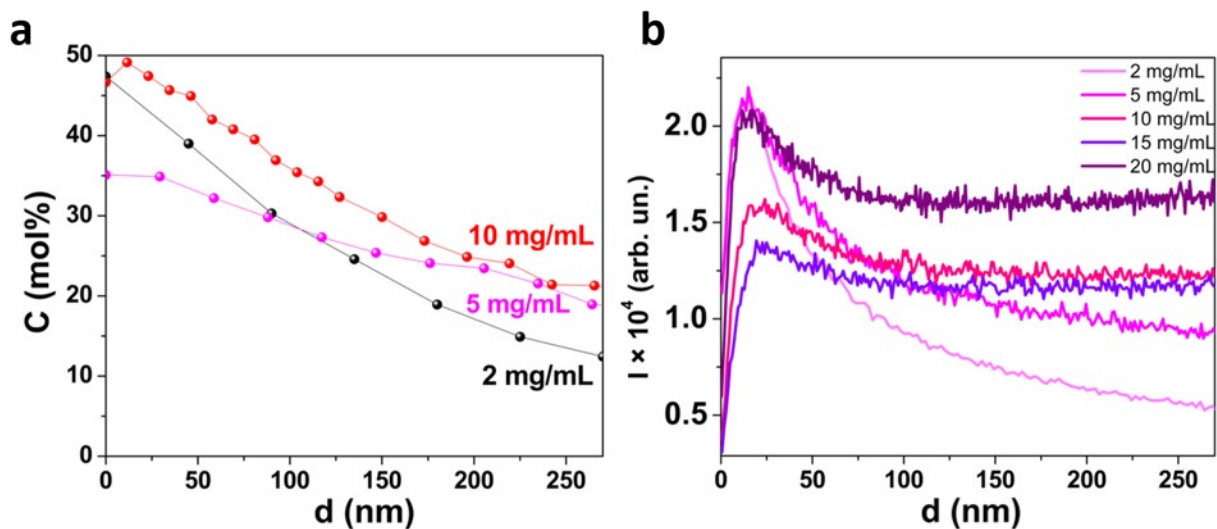 a
50
40
30
20
10
0
C (mol%)
10 mg/mL
5 mg/mL
2 mg/mL
0 50 100 150 200 250
d (nm)
b
2.0
1.5
1.0
0.5
I × 10⁴ (arb. un.)
2 mg/mL
5 mg/mL
10 mg/mL
15 mg/mL
20 mg/mL
0 50 100 150 200 250
d (nm)